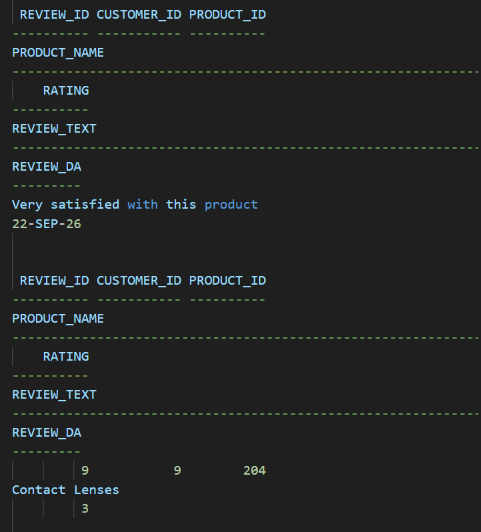 REVIEW_ID CUSTOMER_ID PRODUCT_ID
---------- ----------- ----------
PRODUCT_NAME
--------------------------------------------------------------------------------
RATING
----------
REVIEW_TEXT
--------------------------------------------------------------------------------
REVIEW_DA
---------
Very satisfied with this product
22-SEP-26
REVIEW_ID CUSTOMER_ID PRODUCT_ID
---------- ----------- ----------
PRODUCT_NAME
--------------------------------------------------------------------------------
RATING
----------
REVIEW_TEXT
--------------------------------------------------------------------------------
REVIEW_DA
---------
9 9 204
Contact Lenses
3